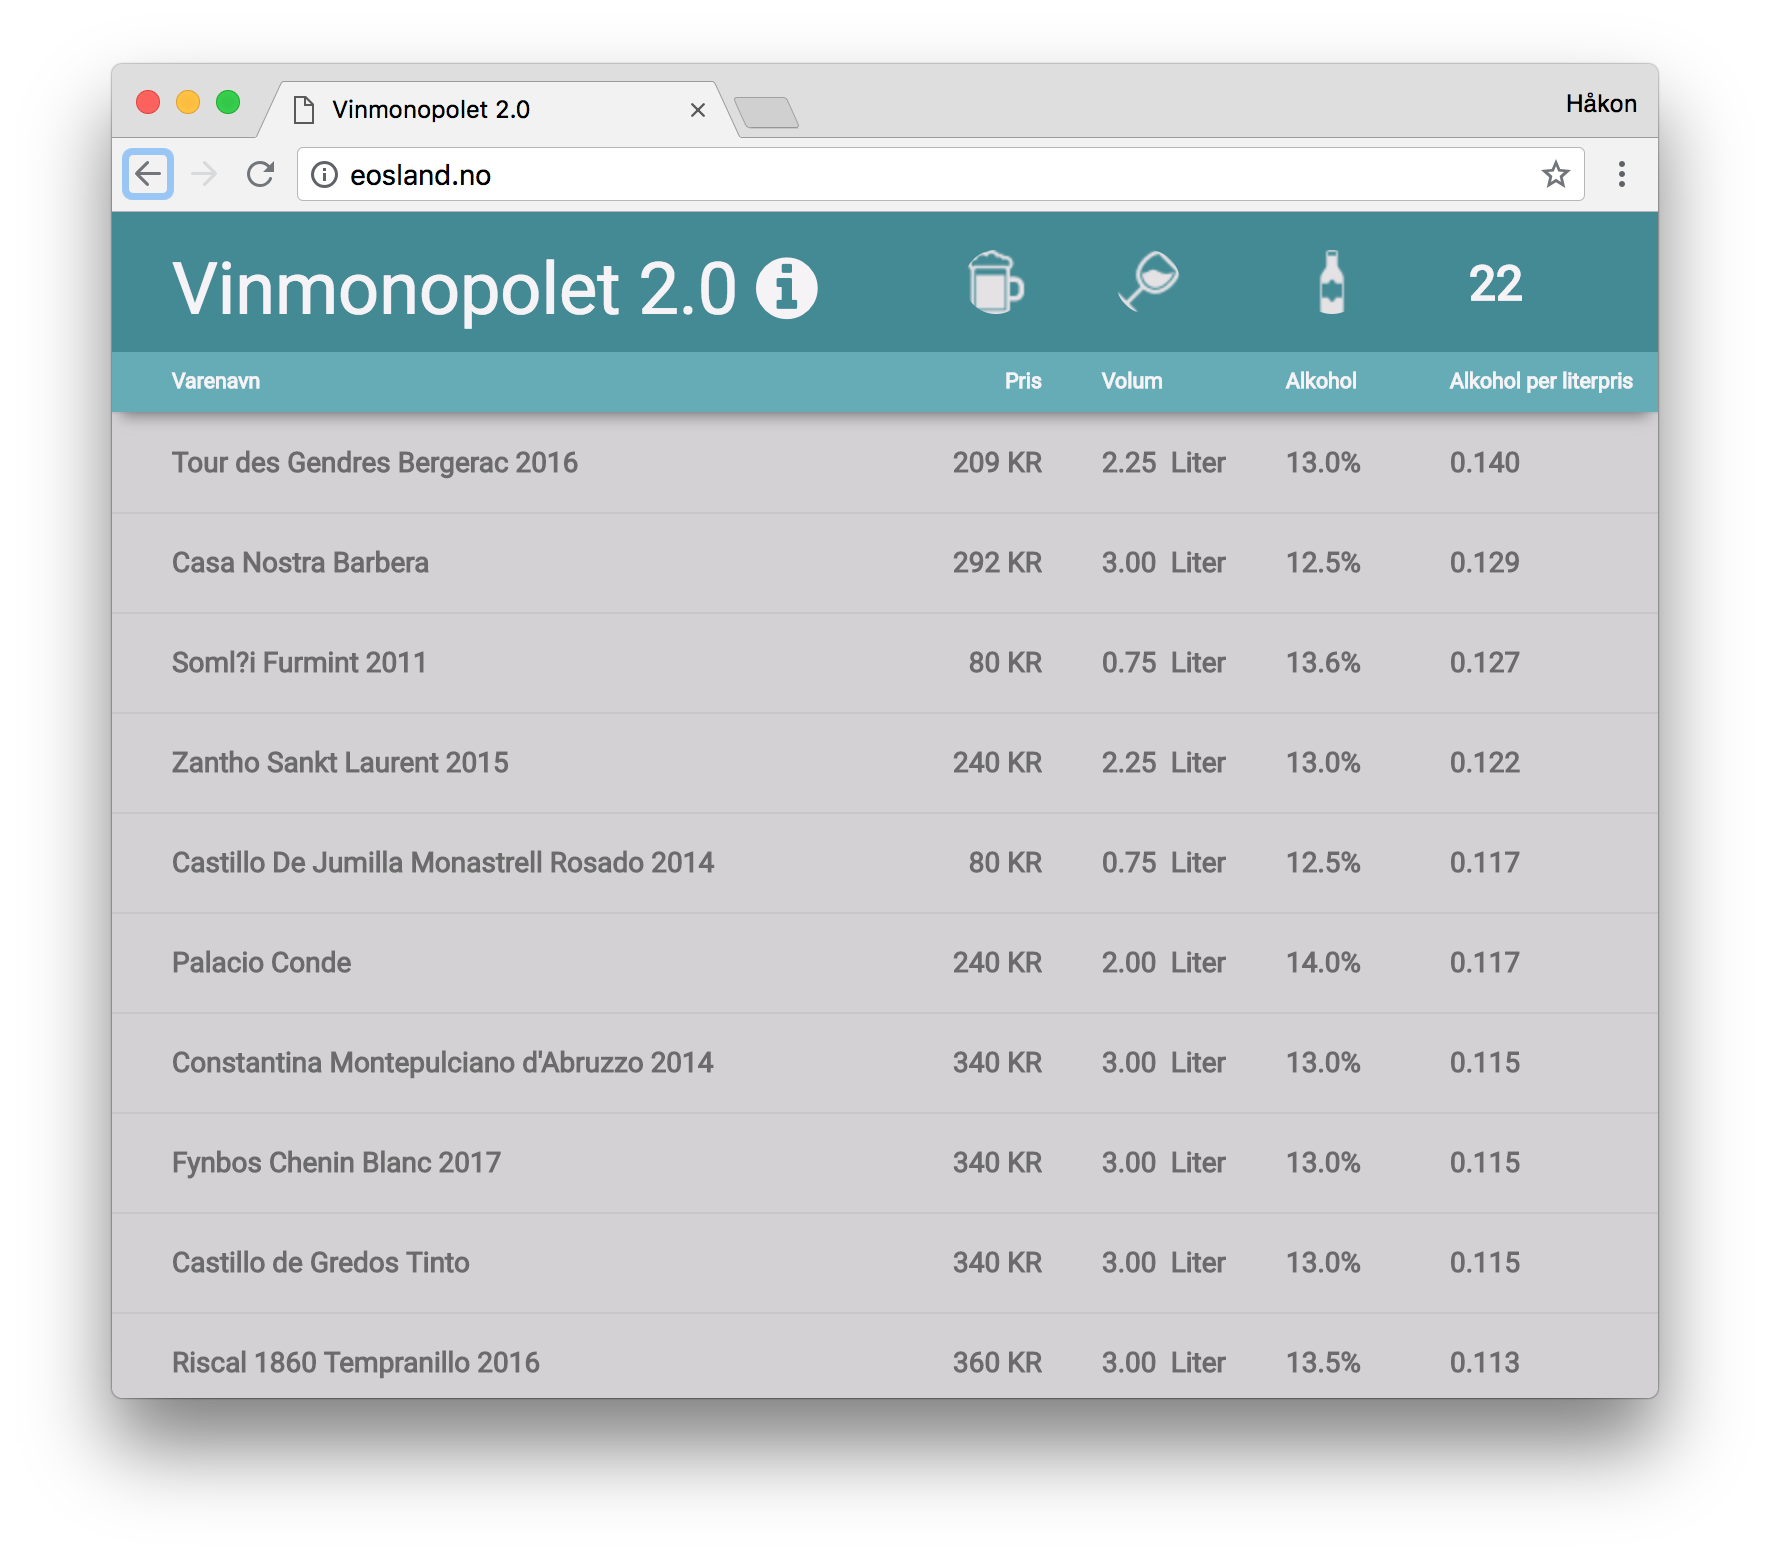 Vinmonopolet 2.0
Håkon
eosland.no
Vinmonopolet 2.0
22
Varenavn Pris Volum Alkohol Alkohol per literpris
Tour des Gendres Bergerac 2016 209 KR 2.25 Liter 13.0% 0.140
Casa Nostra Barbera 292 KR 3.00 Liter 12.5% 0.129
Soml?i Furmint 2011 80 KR 0.75 Liter 13.6% 0.127
Zantho Sankt Laurent 2015 240 KR 2.25 Liter 13.0% 0.122
Castillo De Jumilla Monastrell Rosado 2014 80 KR 0.75 Liter 12.5% 0.117
Palacio Conde 240 KR 2.00 Liter 14.0% 0.117
Constantina Montepulciano d'Abruzzo 2014 340 KR 3.00 Liter 13.0% 0.115
Fynbos Chenin Blanc 2017 340 KR 3.00 Liter 13.0% 0.115
Castillo de Gredos Tinto 340 KR 3.00 Liter 13.0% 0.115
Riscal 1860 Tempranillo 2016 360 KR 3.00 Liter 13.5% 0.113